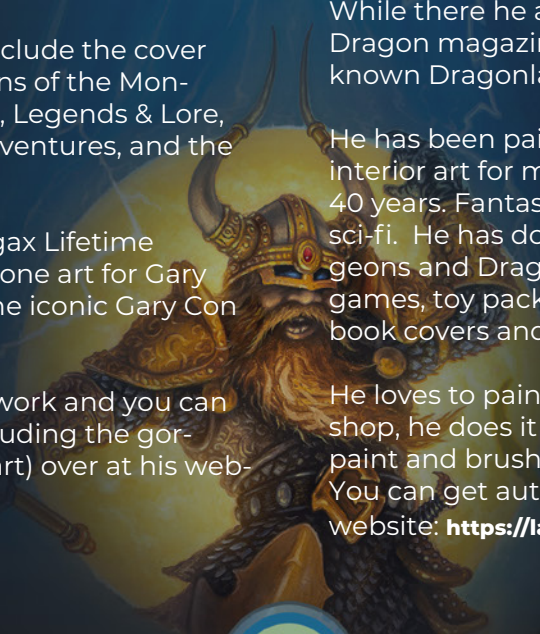 clude the cover
ns of the Mon-
, Legends & Lore,
ventures, and the
gax Lifetime
one art for Gary
he iconic Gary Con
work and you can
uding the gor-
art) over at his web-
While there he a
Dragon magazin
known Dragonla
He has been pai
interior art for m
40 years. Fantas
sci-fi. He has do
geons and Drag
games, toy pack
book covers and
He loves to pain
shop, he does it
paint and brush
You can get aut
website: https://la